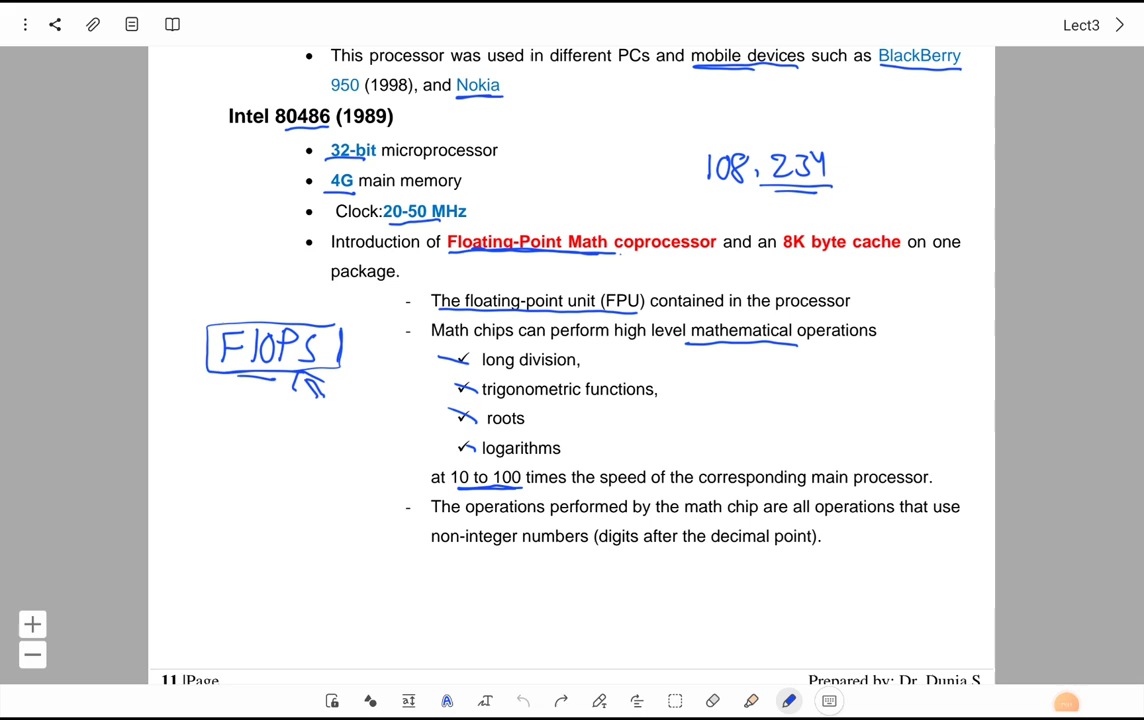 Lect3
• This processor was used in different PCs and mobile devices such as BlackBerry
950 (1998), and Nokia
Intel 80486 (1989)
• 32-bit microprocessor
108.234
• 4G main memory
• Clock:20-50 MHz
• Introduction of Floating-Point Math coprocessor and an 8K byte cache on one
package.
- The floating-point unit (FPU) contained in the processor
- Math chips can perform high level mathematical operations
FlOPS
✓ long division,
✓ trigonometric functions,
✓ roots
✓ logarithms
at 10 to 100 times the speed of the corresponding main processor.
- The operations performed by the math chip are all operations that use
non-integer numbers (digits after the decimal point).
11 |Page Prepared by: Dr. Dunia S.